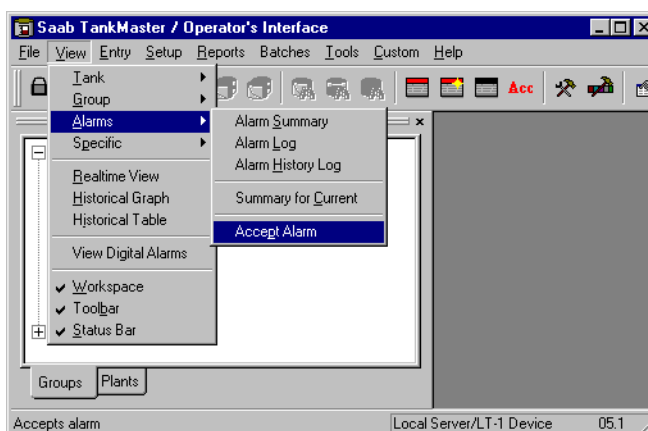 Saab TankMaster / Operator's Interface
File View Entry Setup Reports Batches Tools Custom Help
Acc
Tank
Group
Alarms
Specific
Realtime View
Historical Graph
Historical Table
View Digital Alarms
Workspace
Toolbar
Status Bar
Alarm Summary
Alarm Log
Alarm History Log
Summary for Current
Accept Alarm
Groups Plants
Accepts alarm Local Server/LT-1 Device 05.1